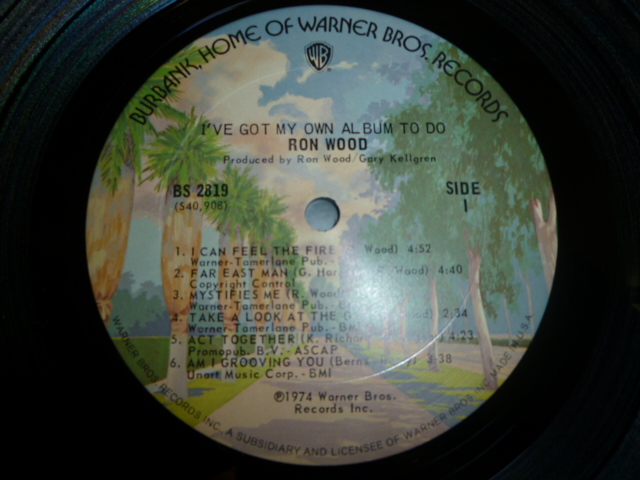 BURBANK, HOME OF WARNER BROS. RECORDS
WB
I'VE GOT MY OWN ALBUM TO DO
RON WOOD
Produced by Ron Wood/Gary Kellgren
BS 2819
(S40,908)
SIDE
1
1. I CAN FEEL THE FIRE Wood) 4:52
Warner-Tamerlane Pub.-
2. FAR EAST MAN (G. Har Wood) 4:40
Copyright Control
3. MYSTIFIES ME (R. Wood
Warner-Tamerlane Pub.-
4. TAKE A LOOK AT THE G Wood) 2:34
Warner-Tamerlane Pub.-BMI
5. ACT TOGETHER (K. Richar 4:23
Promopub. B.V.-ASCAP
6. AM I GROOVING YOU (Berns 3:38
Unart Music Corp.-BMI
℗1974 Warner Bros.
Records Inc.
WARNER BROS. RECORDS INC., A SUBSIDIARY AND LICENSEE OF WARNER BROS. INC. MADE IN U.S.A.